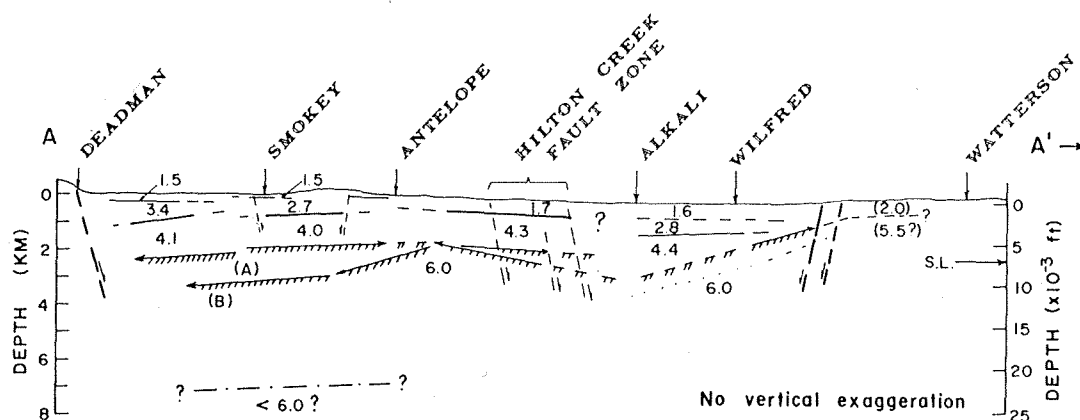 DEADMAN
SMOKEY
ANTELOPE
HILTON CREEK
FAULT ZONE
ALKALI
WILFRED
WATTERSON
A
A'
0
1.5
1.5
0
3.4
2.7
1.7
?
1.6
(2.0)
?
4.1
4.0
4.3
2.8
(5.5?)
2
4.4
5
(A)
6.0
S.L.
(B)
6.0
4
10
15
6
20
?
?
< 6.0 ?
No vertical exaggeration
8
25
DEPTH (KM)
DEPTH (x10⁻³ ft)